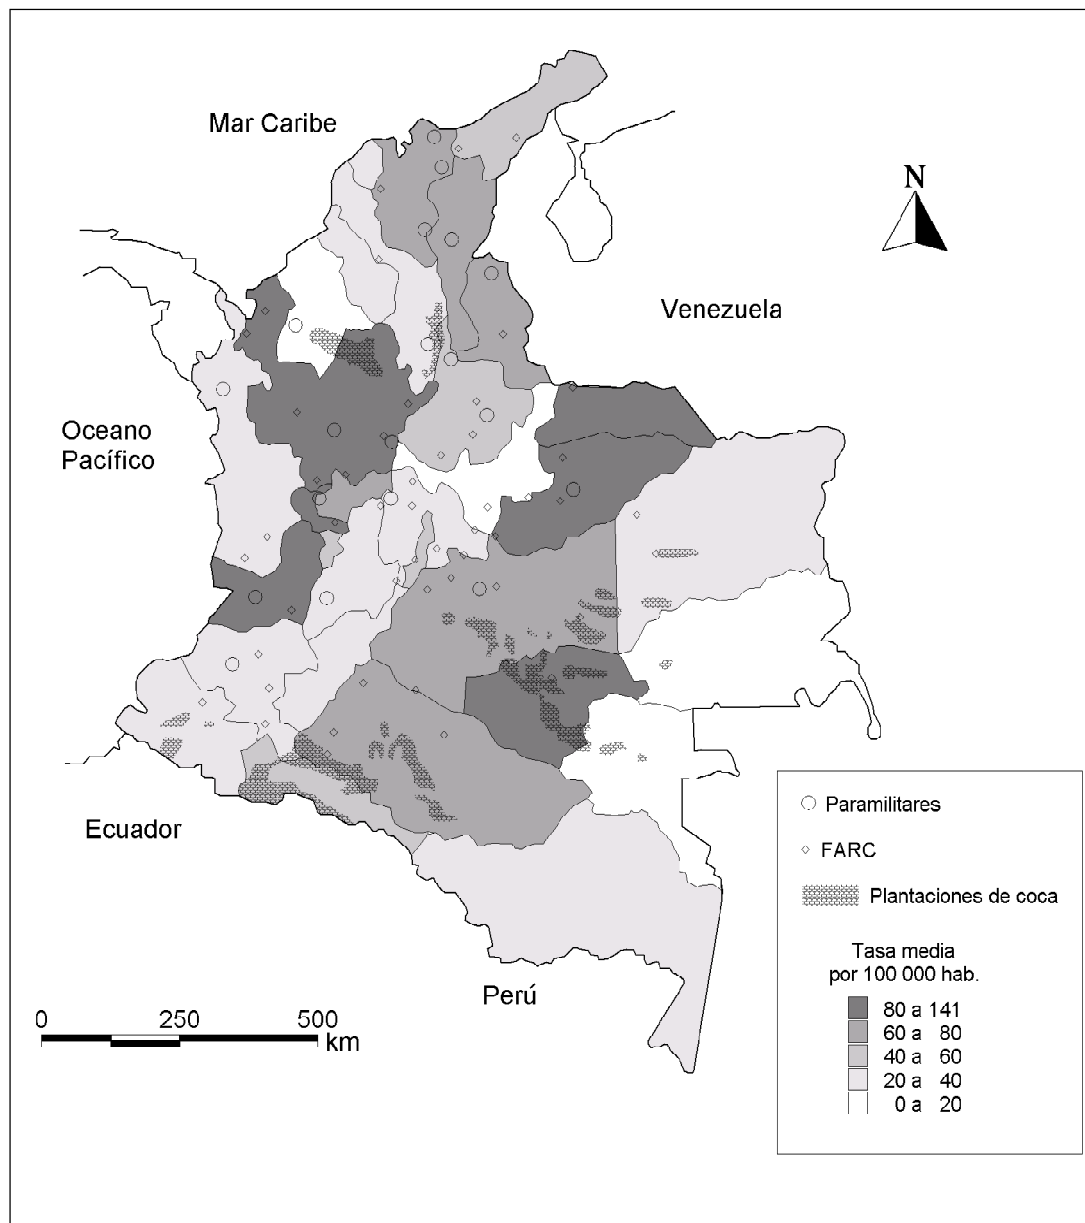 Mar Caribe
N
Venezuela
Oceano
Pacífico
Ecuador
Perú
0 250 500
km
Paramilitares
FARC
Plantaciones de coca
Tasa media
por 100 000 hab.
80 a 141
60 a 80
40 a 60
20 a 40
0 a 20